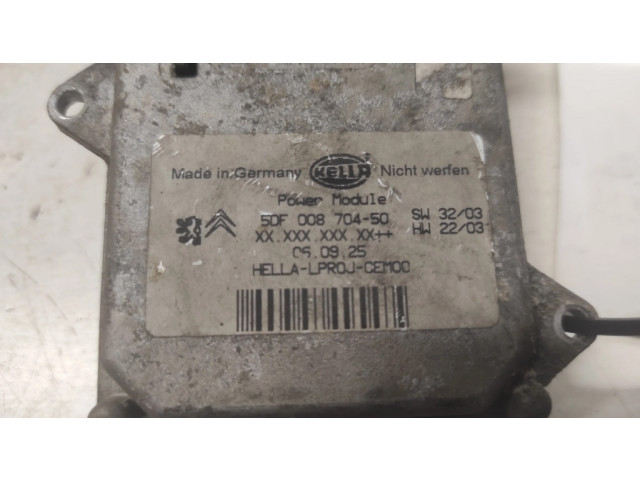 Made in Germany HELLA Nicht werfen
Power Module
5DF 008 704-50 SW 32/03
XX.XXX.XXX.XX++ HW 22/03
05.09.25
HELLA-LPROJ-CEM00